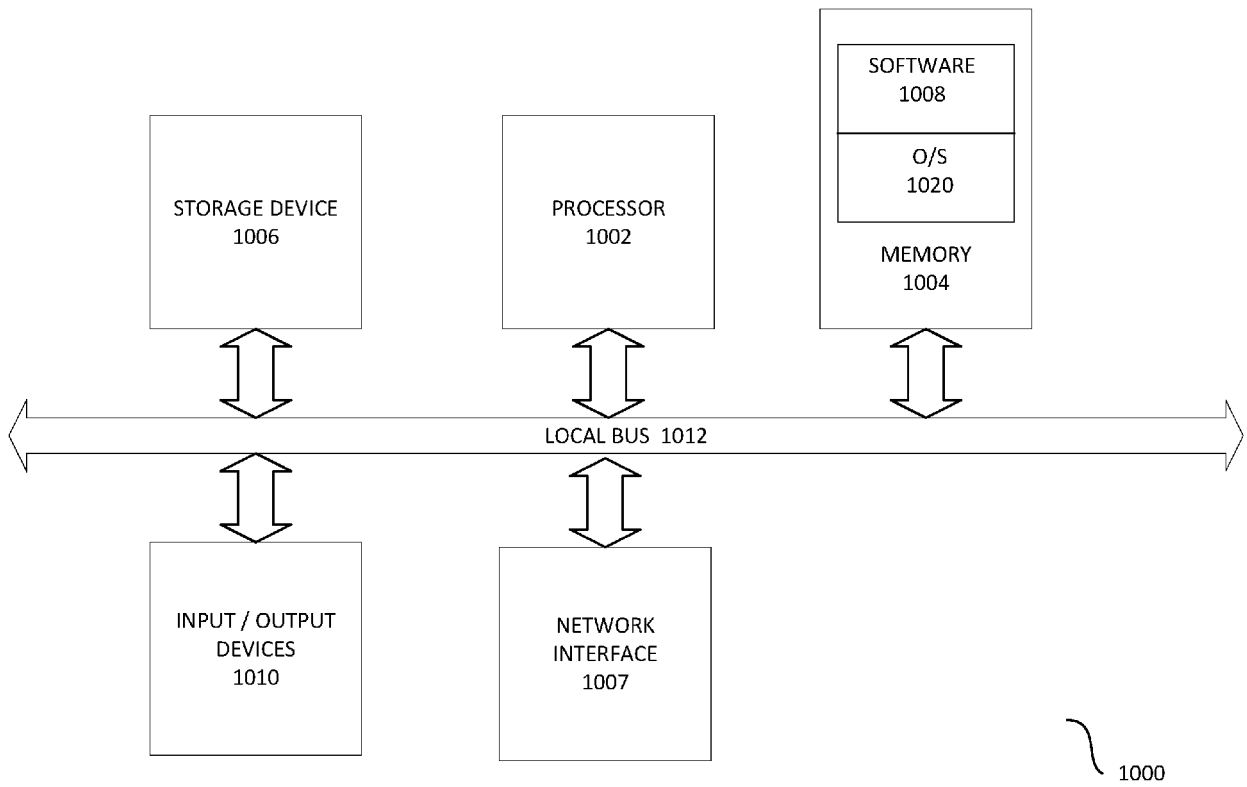 SOFTWARE
1008
O/S
1020
MEMORY
1004
STORAGE DEVICE
1006
PROCESSOR
1002
LOCAL BUS 1012
INPUT / OUTPUT
DEVICES
1010
NETWORK
INTERFACE
1007
1000